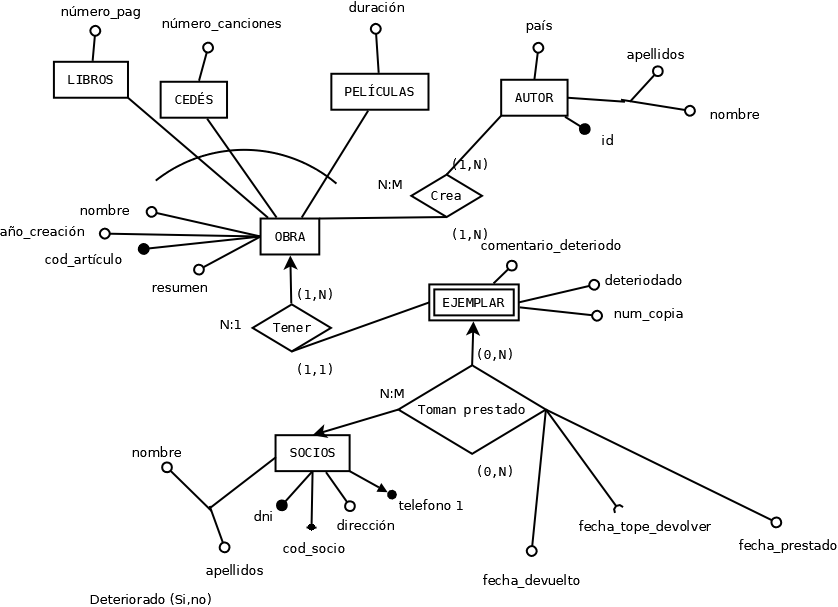 duración
número_pag
número_canciones
país
apellidos
LIBROS
CEDÉS
PELÍCULAS
AUTOR
nombre
id
(1,N)
N:M
Crea
nombre
año_creación
OBRA
(1,N)
cod_artículo
comentario_deteriodo
resumen
deteriodado
(1,N)
EJEMPLAR
num_copia
N:1
Tener
(0,N)
(1,1)
N:M
Toman prestado
nombre
SOCIOS
(0,N)
telefono 1
dni
dirección
fecha_tope_devolver
cod_socio
fecha_prestado
apellidos
fecha_devuelto
Deteriorado (Si,no)